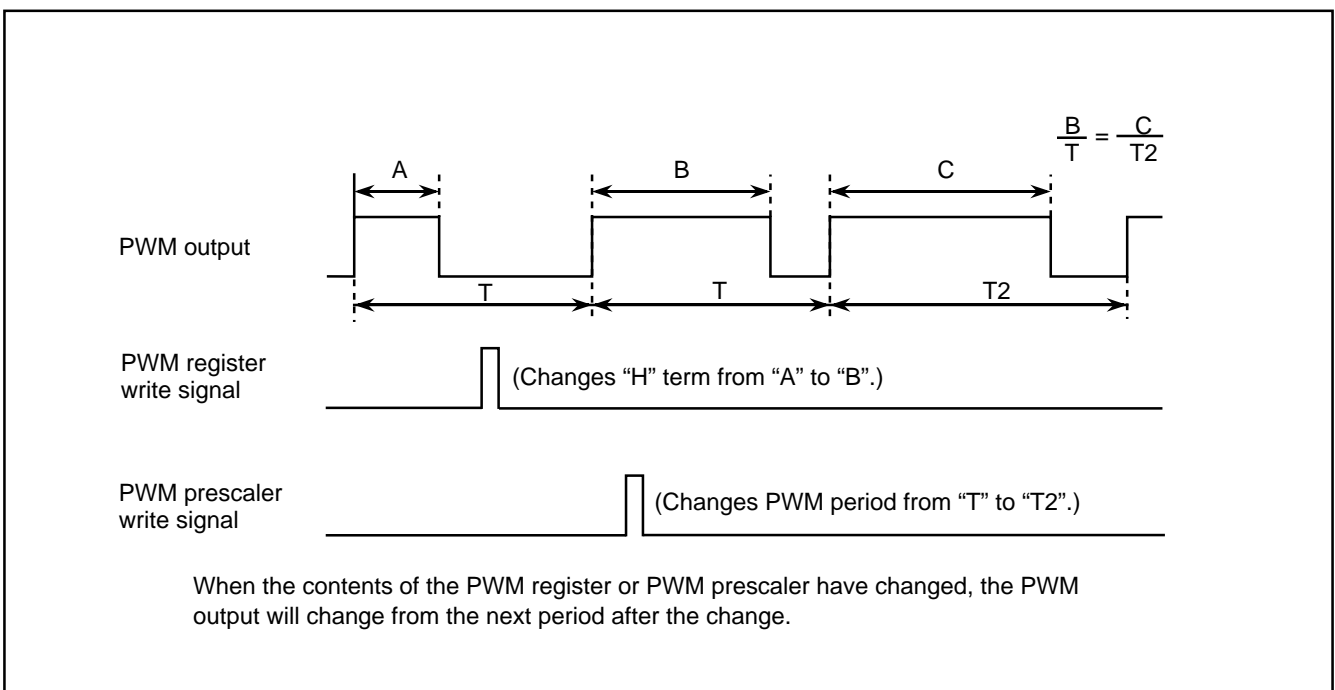 B/T = C/T2
A
B
C
PWM output
T
T
T2
PWM register
write signal
(Changes “H” term from “A” to “B”.)
PWM prescaler
write signal
(Changes PWM period from “T” to “T2”.)
When the contents of the PWM register or PWM prescaler have changed, the PWM
output will change from the next period after the change.